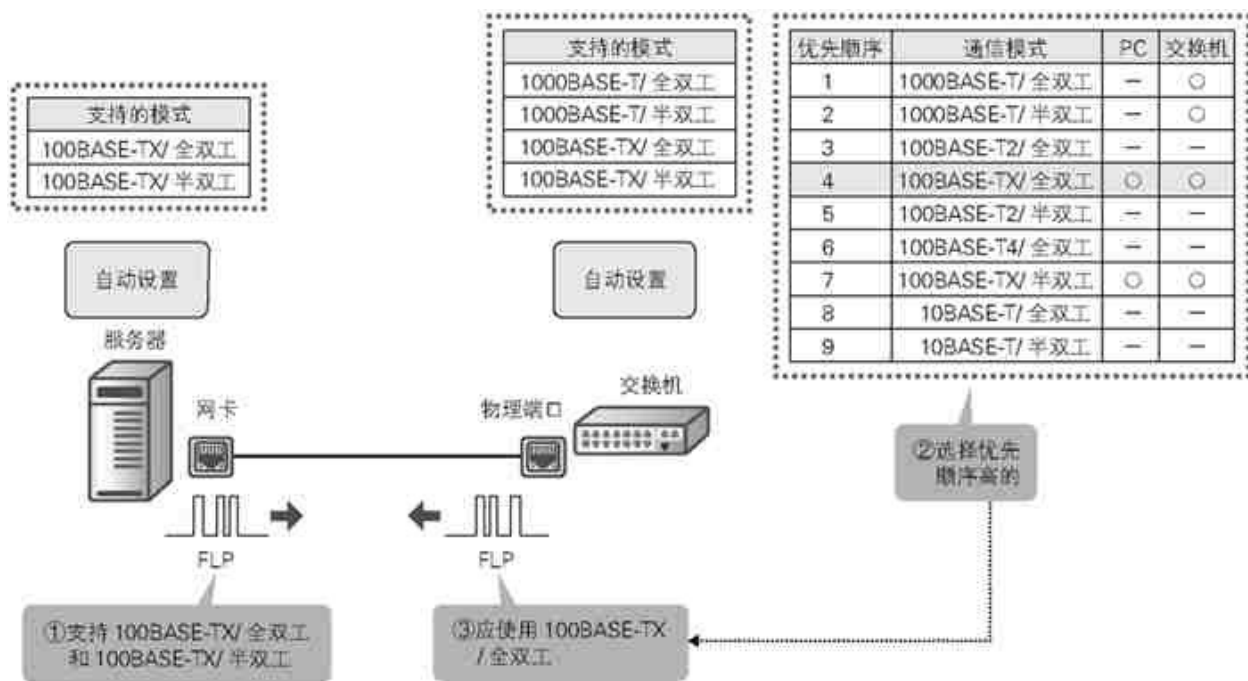 支持的模式
100BASE-TX/ 全双工
100BASE-TX/ 半双工
自动设置
服务器
网卡
FLP
①支持 100BASE-TX/ 全双工
和 100BASE-TX/ 半双工
支持的模式
1000BASE-T/ 全双工
1000BASE-T/ 半双工
100BASE-TX/ 全双工
100BASE-TX/ 半双工
自动设置
交换机
物理端口
FLP
③应使用 100BASE-TX
/ 全双工
优先顺序 通信模式 PC 交换机
1 1000BASE-T/ 全双工 － ○
2 1000BASE-T/ 半双工 － ○
3 100BASE-T2/ 全双工 － －
4 100BASE-TX/ 全双工 ○ ○
5 100BASE-T2/ 半双工 － －
6 100BASE-T4/ 全双工 － －
7 100BASE-TX/ 半双工 ○ ○
8 10BASE-T/ 全双工 － －
9 10BASE-T/ 半双工 － －
②选择优先
顺序高的